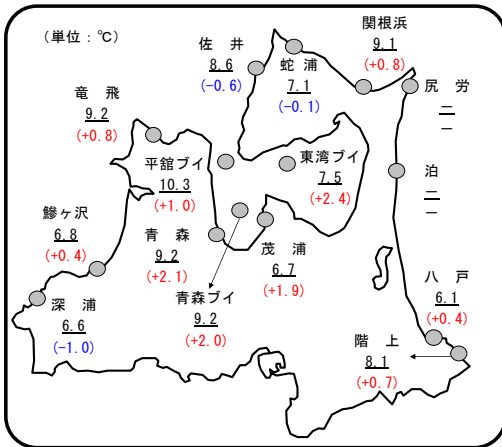 (単位：℃)
関根浜
9.1
(+0.8)
佐井
8.6
(−0.6)
蛇浦
7.1
(−0.1)
尻労
－
－
竜飛
9.2
(+0.8)
平舘ブイ
10.3
(+1.0)
東湾ブイ
7.5
(+2.4)
泊
－
－
鰺ヶ沢
6.8
(+0.4)
青森
9.2
(+2.1)
茂浦
6.7
(+1.9)
青森ブイ
9.2
(+2.0)
八戸
6.1
(+0.4)
深浦
6.6
(−1.0)
階上
8.1
(+0.7)